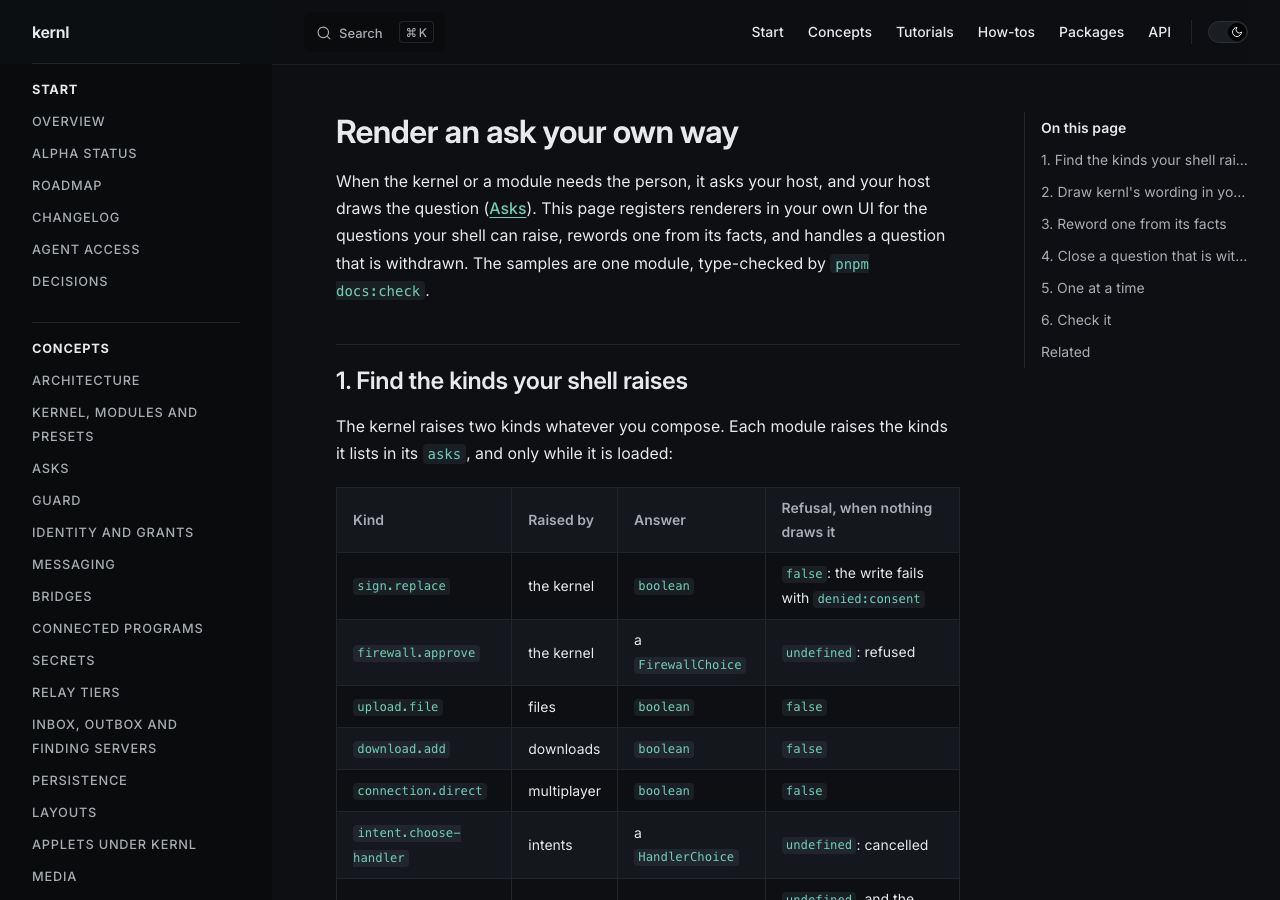 kernl
Search
⌘ K
Start
Concepts
Tutorials
How-tos
Packages
API
START
OVERVIEW
ALPHA STATUS
ROADMAP
CHANGELOG
AGENT ACCESS
DECISIONS
CONCEPTS
ARCHITECTURE
KERNEL, MODULES AND
PRESETS
ASKS
GUARD
IDENTITY AND GRANTS
MESSAGING
BRIDGES
CONNECTED PROGRAMS
SECRETS
RELAY TIERS
INBOX, OUTBOX AND
FINDING SERVERS
PERSISTENCE
LAYOUTS
APPLETS UNDER KERNL
MEDIA
Render an ask your own way
When the kernel or a module needs the person, it asks your host, and your host
draws the question (Asks). This page registers renderers in your own UI for the
questions your shell can raise, rewords one from its facts, and handles a question
that is withdrawn. The samples are one module, type-checked by pnpm
docs:check.
1. Find the kinds your shell raises
The kernel raises two kinds whatever you compose. Each module raises the kinds
it lists in its asks, and only while it is loaded:
Kind
Raised by
Answer
Refusal, when nothing
draws it
sign.replace
the kernel
boolean
false: the write fails
with denied:consent
firewall.approve
the kernel
a
FirewallChoice
undefined: refused
upload.file
files
boolean
false
download.add
downloads
boolean
false
connection.direct
multiplayer
boolean
false
intent.choose-
handler
intents
a
HandlerChoice
undefined: cancelled
undefined, and the
On this page
1. Find the kinds your shell rai...
2. Draw kernl's wording in yo...
3. Reword one from its facts
4. Close a question that is wit...
5. One at a time
6. Check it
Related